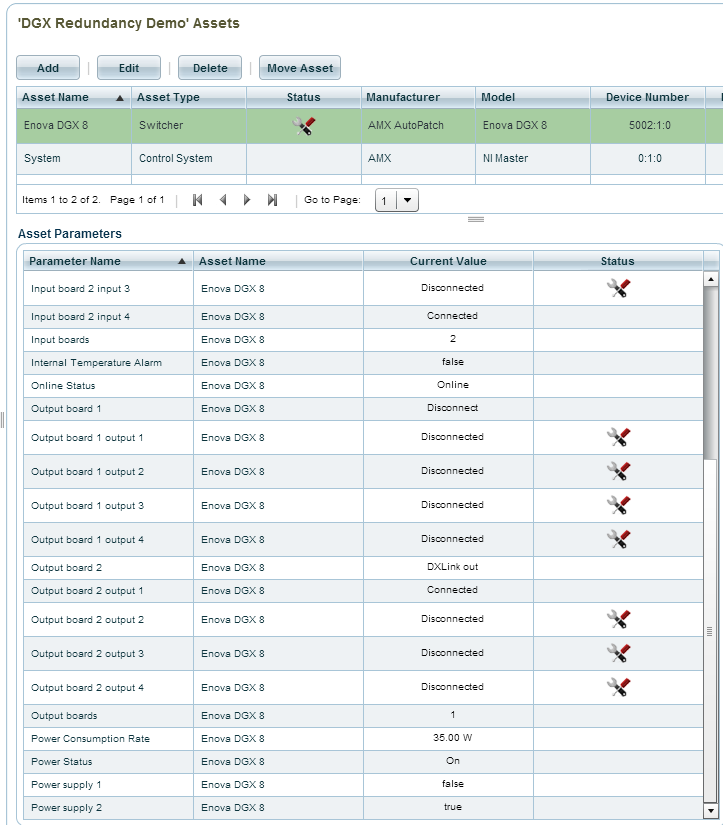 'DGX Redundancy Demo' Assets
Add | Edit | Delete | Move Asset
Asset Name Asset Type Status Manufacturer Model Device Number
Enova DGX 8 Switcher AMX AutoPatch Enova DGX 8 5002:1:0
System Control System AMX NI Master 0:1:0
Items 1 to 2 of 2. Page 1 of 1 | Go to Page: 1
Asset Parameters
Parameter Name Asset Name Current Value Status
Input board 2 input 3 Enova DGX 8 Disconnected
Input board 2 input 4 Enova DGX 8 Connected
Input boards Enova DGX 8 2
Internal Temperature Alarm Enova DGX 8 false
Online Status Enova DGX 8 Online
Output board 1 Enova DGX 8 Disconnect
Output board 1 output 1 Enova DGX 8 Disconnected
Output board 1 output 2 Enova DGX 8 Disconnected
Output board 1 output 3 Enova DGX 8 Disconnected
Output board 1 output 4 Enova DGX 8 Disconnected
Output board 2 Enova DGX 8 DXLink out
Output board 2 output 1 Enova DGX 8 Connected
Output board 2 output 2 Enova DGX 8 Disconnected
Output board 2 output 3 Enova DGX 8 Disconnected
Output board 2 output 4 Enova DGX 8 Disconnected
Output boards Enova DGX 8 1
Power Consumption Rate Enova DGX 8 35.00 W
Power Status Enova DGX 8 On
Power supply 1 Enova DGX 8 false
Power supply 2 Enova DGX 8 true